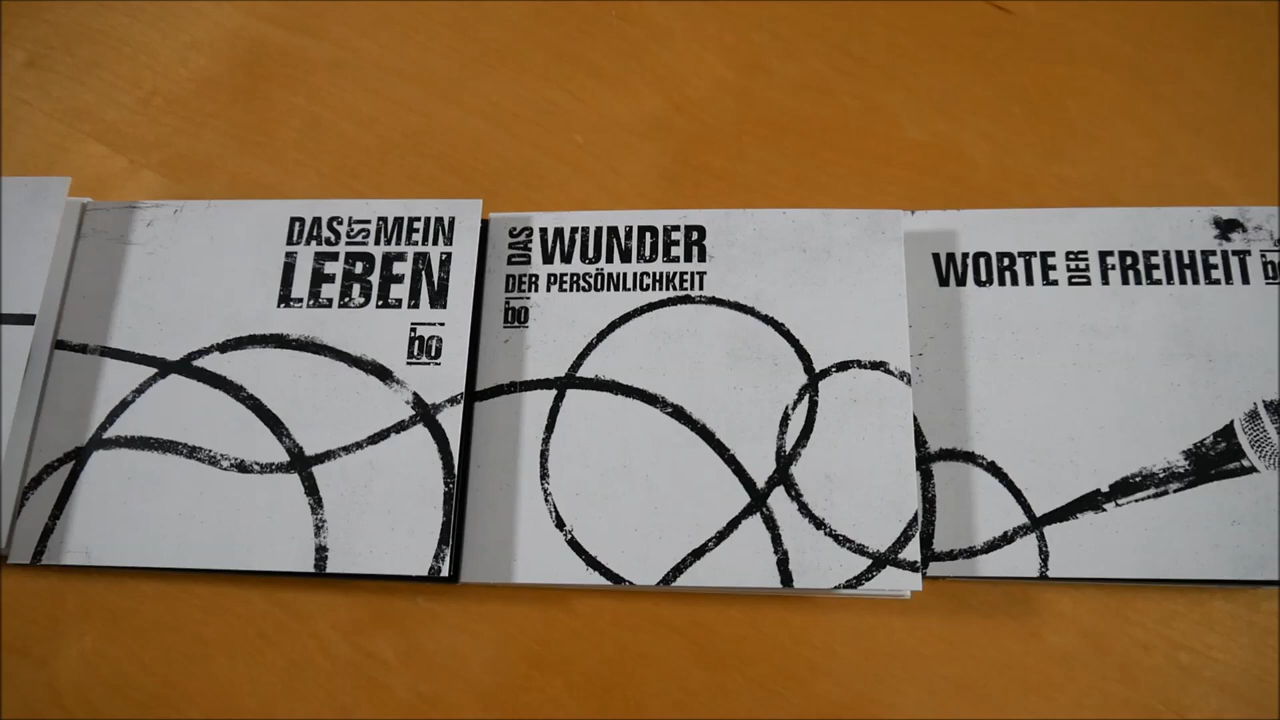 DAS IST MEIN
LEBEN
bo
DAS WUNDER
DER PERSÖNLICHKEIT
bo
WORTE DER FREIHEIT